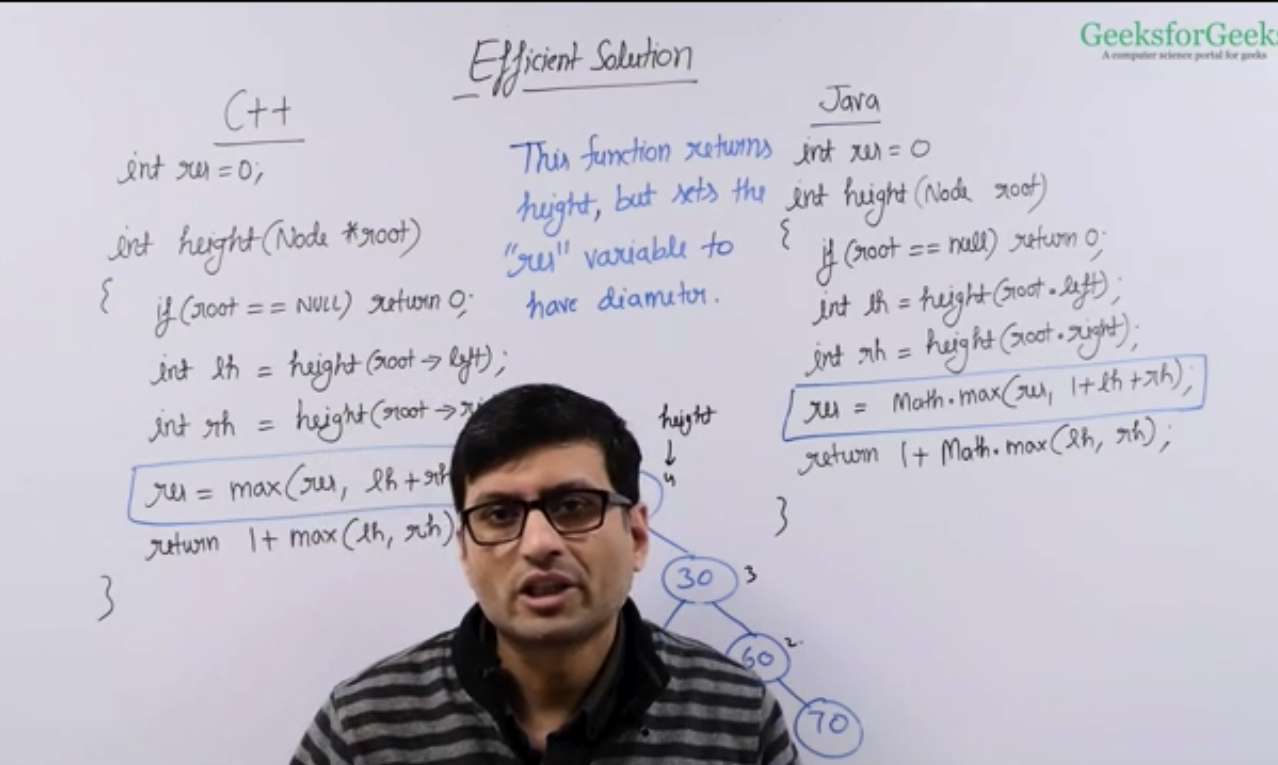 GeeksforGeeks
A computer science portal for geeks
Efficient Solution
C++
int res = 0;
int height(Node *root)
{
if(root == NULL) return 0;
int lh = height(root → left);
int rh = height(root →
res = max(res, lh + rh
return 1 + max(lh, rh)
}
This function returns
height, but sets the
"res" variable to
have diameter.
Java
int res = 0
int height(Node root)
{
if (root == null) return 0;
int lh = height(root.left);
int rh = height(root.right);
res = Math.max(res, 1+lh+rh);
return 1 + Math.max(lh, rh);
}
height
↓
4
30 3
60 2
70